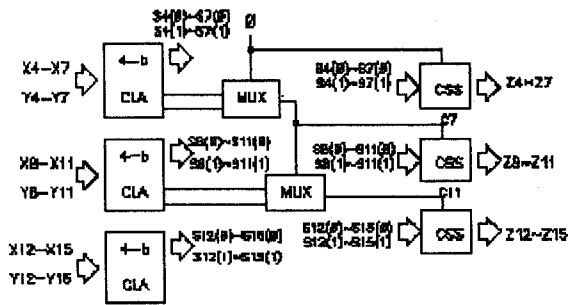 S4(0)~S7(0)
S4(1)~S7(1)
0
X4-X7
Y4-Y7
4-b
CLA
MUX
S4(0)~S7(0)
S4(1)~S7(1)
CSS
Z4~Z7
C7
X8-X11
Y8-Y11
4-b
CLA
S8(0)~S11(0)
S8(1)~S11(1)
MUX
S8(0)~S11(0)
S8(1)~S11(1)
CSS
Z8~Z11
C11
X12-X15
Y12-Y15
4-b
CLA
S12(0)~S15(0)
S12(1)~S15(1)
S12(0)~S15(0)
S12(1)~S15(1)
CSS
Z12~Z15